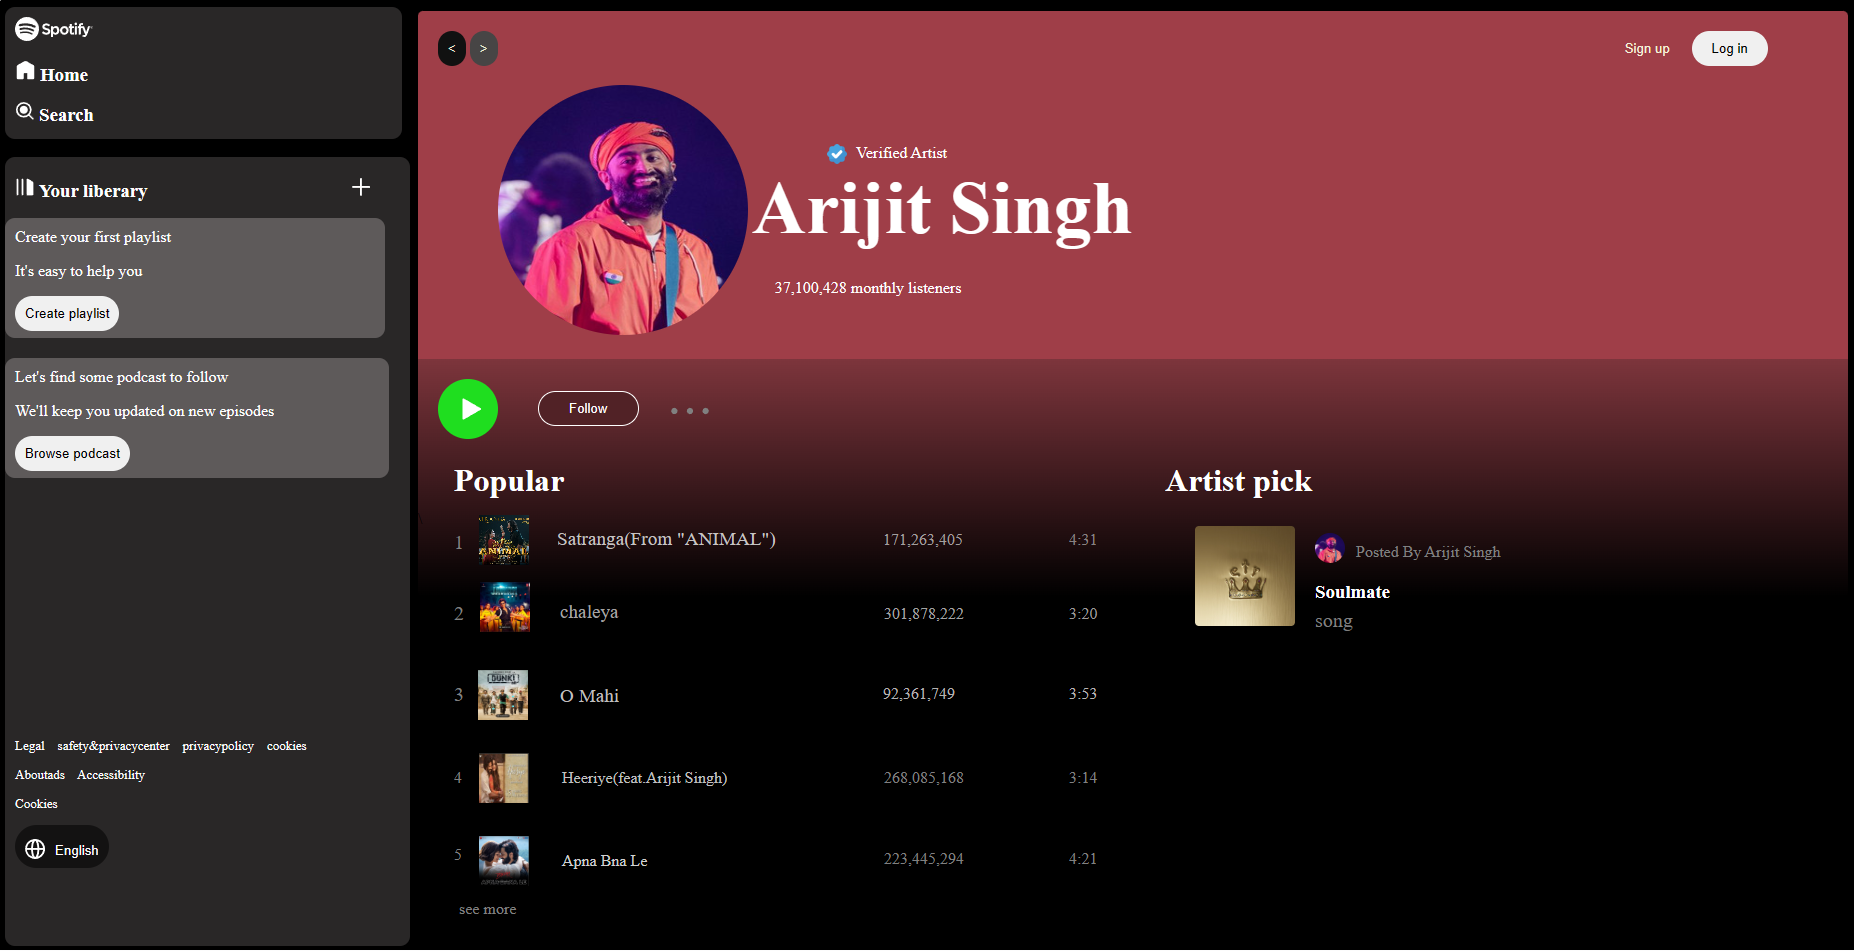 Spotify
Home
Search
Your liberary
Create your first playlist
It's easy to help you
Create playlist
Let's find some podcast to follow
We'll keep you updated on new episodes
Browse podcast
Legal safety&privacycenter privacypolicy cookies
Aboutads Accessibility
Cookies
English
< >
Sign up Log in
Verified Artist
Arijit Singh
37,100,428 monthly listeners
Follow
Popular
1 Satranga(From "ANIMAL") 171,263,405 4:31
ANIMAL
2 chaleya 301,878,222 3:20
3 O Mahi 92,361,749 3:53
DUNKI
4 Heeriye(feat.Arijit Singh) 268,085,168 3:14
5 Apna Bna Le 223,445,294 4:21
see more
Artist pick
Posted By Arijit Singh
Soulmate
song